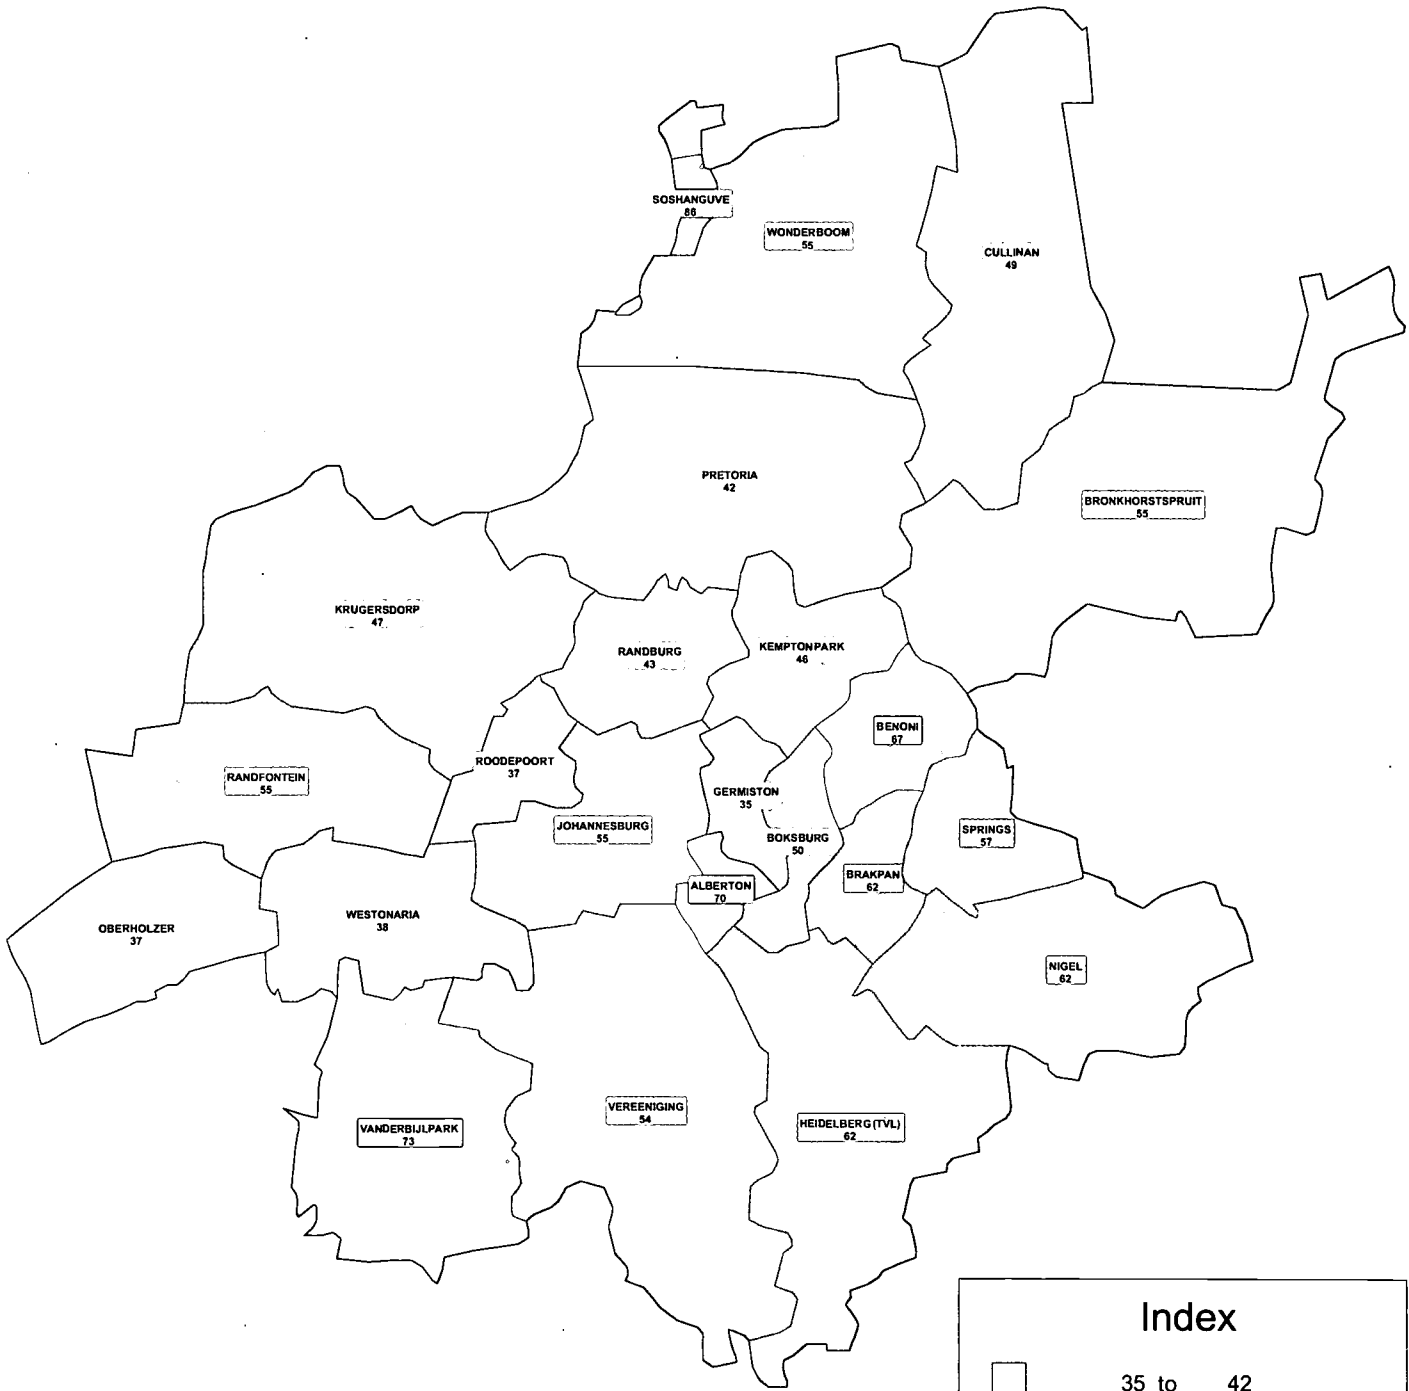 SOSHANGUVE
86
WONDERBOOM
55
CULLINAN
49
PRETORIA
42
BRONKHORSTSPRUIT
55
KRUGERSDORP
47
RANDBURG
43
KEMPTON PARK
46
BENONI
67
ROODEPOORT
37
RANDFONTEIN
55
GERMISTON
35
JOHANNESBURG
55
BOKSBURG
50
SPRINGS
57
BRAKPAN
62
ALBERTON
70
WESTONARIA
38
OBERHOLZER
37
NIGEL
62
VEREENIGING
54
VANDERBIJLPARK
73
HEIDELBERG (TVL)
62
Index
35 to 42